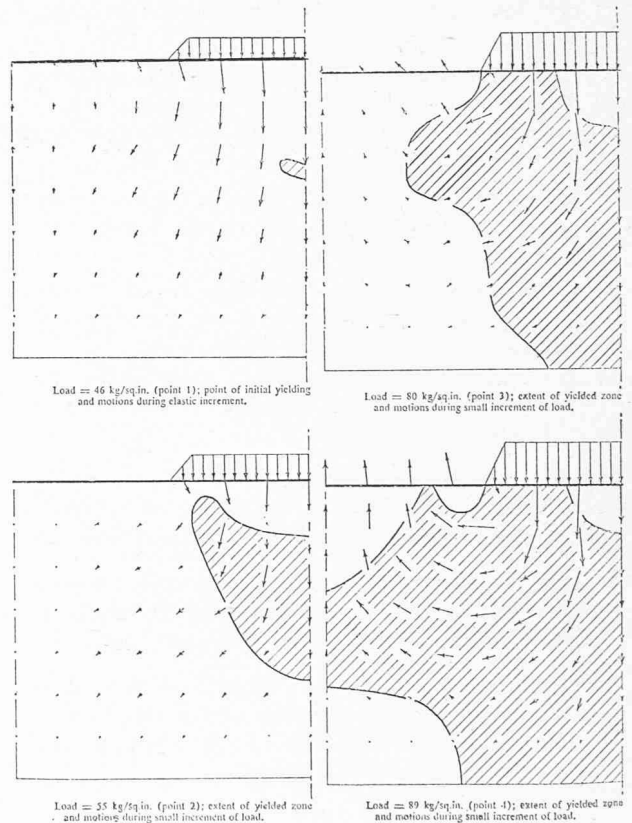 Load = 46 kg/sq.in. (point 1); point of initial yielding
and motions during elastic increment.
Load = 80 kg/sq.in. (point 3); extent of yielded zone
and motions during small increment of load.
Load = 55 kg/sq.in. (point 2); extent of yielded zone
and motions during small increment of load.
Load = 89 kg/sq.in. (point 4); extent of yielded zone
and motions during small increment of load.